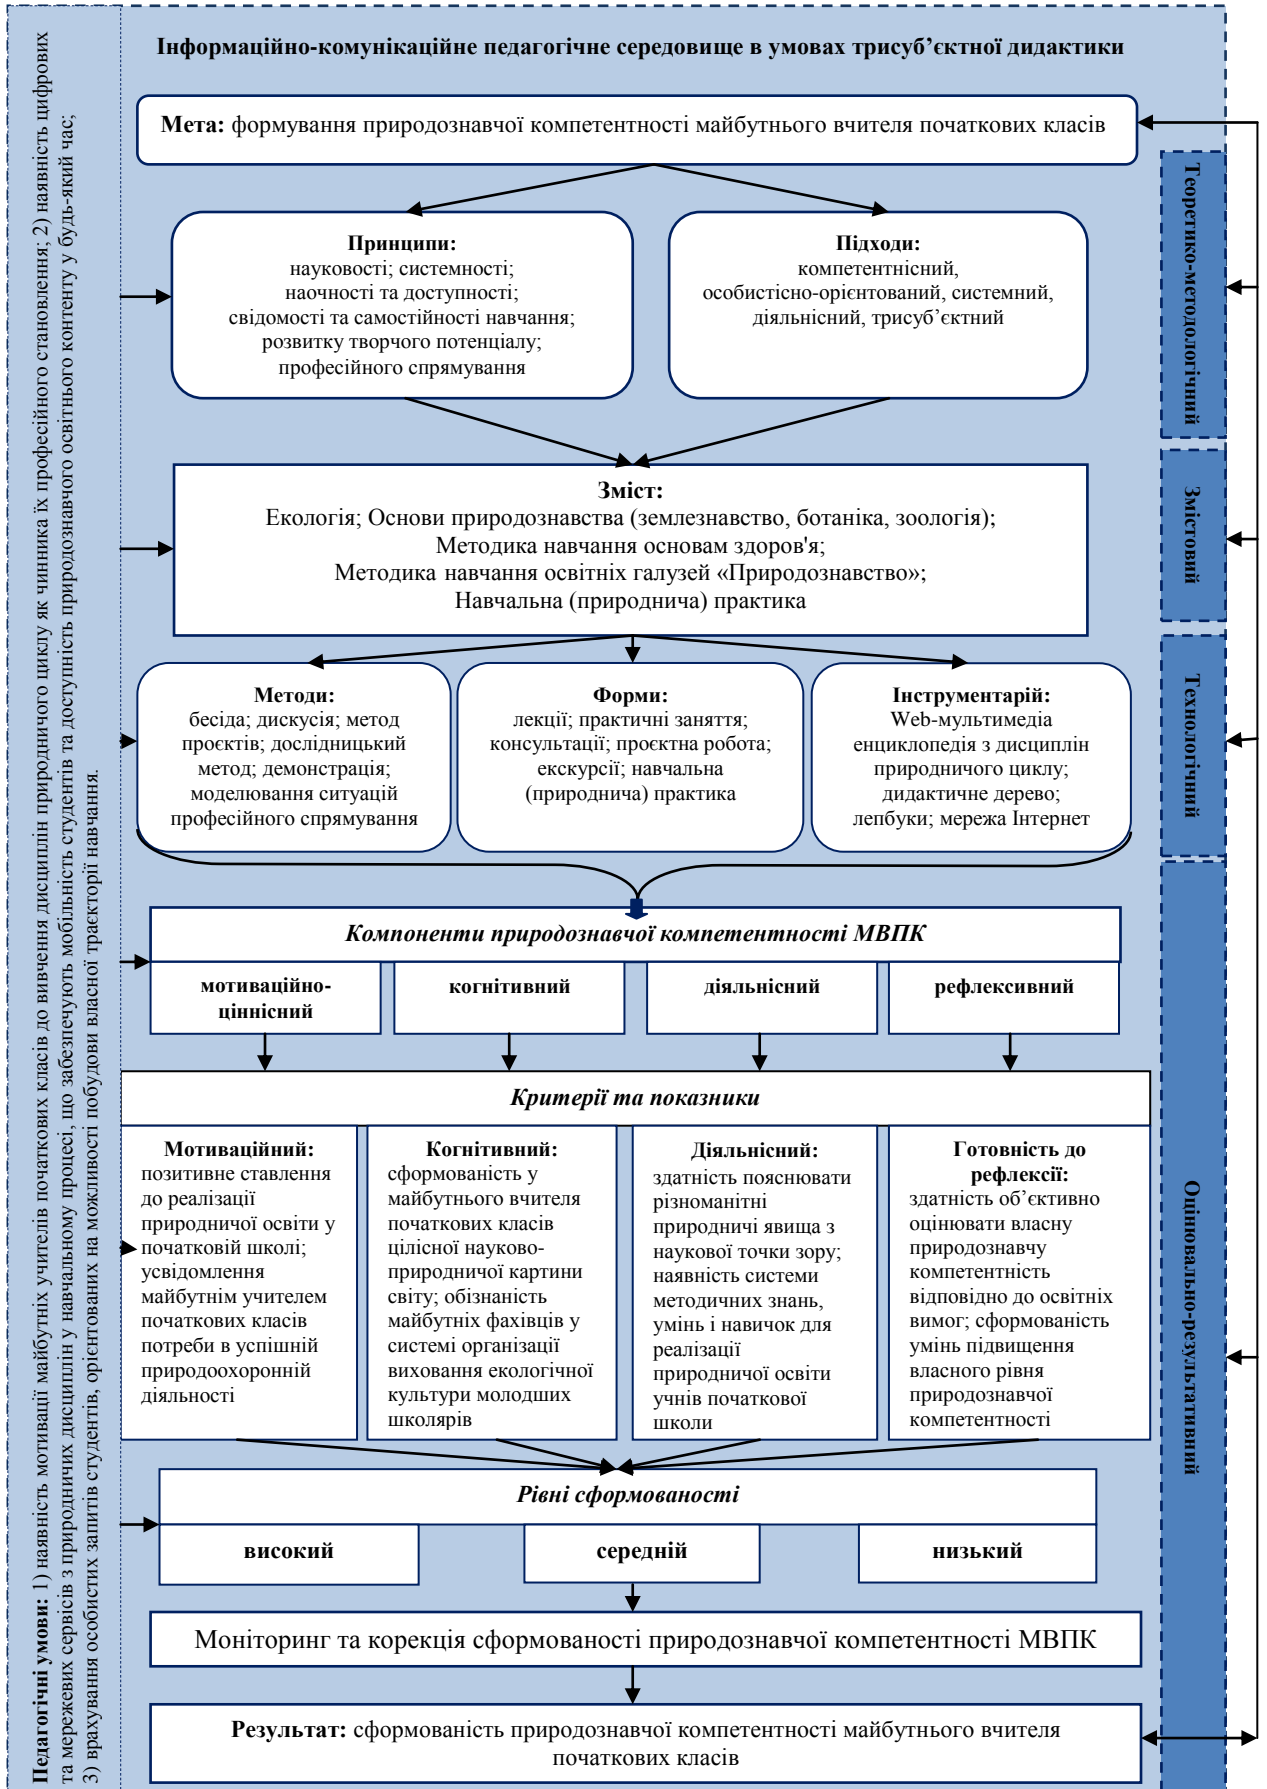 Педагогічні умови: 1) наявність мотивації майбутніх учителів початкових класів до вивчення дисциплін природничого циклу як чинника їх професійного становлення; 2) наявність цифрових
та мережевих сервісів з природничих дисциплін у навчальному процесі, що забезпечують мобільність студентів та доступність природознавчого освітнього контенту у будь-який час;
3) врахування особистих запитів студентів, орієнтованих на можливості побудови власної траєкторії навчання.
Інформаційно-комунікаційне педагогічне середовище в умовах трисуб’єктної дидактики
Мета: формування природознавчої компетентності майбутнього вчителя початкових класів
Теоретико-методологічний
Принципи:
науковості; системності;
наочності та доступності;
свідомості та самостійності навчання;
розвитку творчого потенціалу;
професійного спрямування
Підходи:
компетентнісний,
особистісно-орієнтований, системний,
діяльнісний, трисуб’єктний
Змістовий
Зміст:
Екологія; Основи природознавства (землезнавство, ботаніка, зоологія);
Методика навчання основам здоров'я;
Методика навчання освітніх галузей «Природознавство»;
Навчальна (природнича) практика
Технологічний
Методи:
бесіда; дискусія; метод
проєктів; дослідницький
метод; демонстрація;
моделювання ситуацій
професійного спрямування
Форми:
лекції; практичні заняття;
консультації; проєктна робота;
екскурсії; навчальна
(природнича) практика
Інструментарій:
Web-мультимедіа
енциклопедія з дисциплін
природничого циклу;
дидактичне дерево;
лепбуки; мережа Інтернет
Оцінювально-результативний
Компоненти природознавчої компетентності МВПК
мотиваційно-
ціннісний
когнітивний
діяльнісний
рефлексивний
Критерії та показники
Мотиваційний:
позитивне ставлення
до реалізації
природничої освіти у
початковій школі;
усвідомлення
майбутнім учителем
початкових класів
потреби в успішній
природоохоронній
діяльності
Когнітивний:
сформованість у
майбутнього вчителя
початкових класів
цілісної науково-
природничої картини
світу; обізнаність
майбутніх фахівців у
системі організації
виховання екологічної
культури молодших
школярів
Діяльнісний:
здатність пояснювати
різноманітні
природничі явища з
наукової точки зору;
наявність системи
методичних знань,
умінь і навичок для
реалізації
природничої освіти
учнів початкової
школи
Готовність до
рефлексії:
здатність об’єктивно
оцінювати власну
природознавчу
компетентність
відповідно до освітніх
вимог; сформованість
умінь підвищення
власного рівня
природознавчої
компетентності
Рівні сформованості
високий
середній
низький
Моніторинг та корекція сформованості природознавчої компетентності МВПК
Результат: сформованість природознавчої компетентності майбутнього вчителя
початкових класів